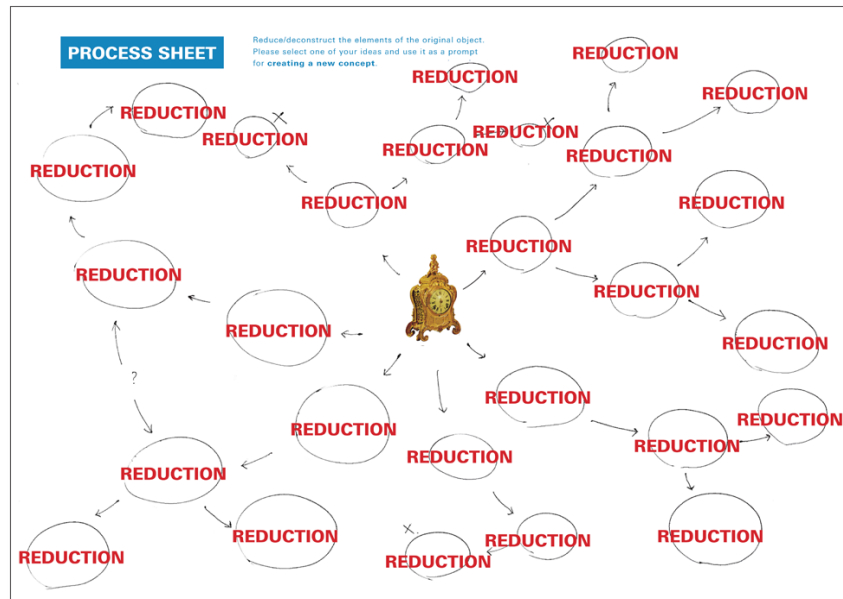 PROCESS SHEET
Reduce/deconstruct the elements of the original object.
Please select one of your ideas and use it as a prompt
for creating a new concept.
REDUCTION
REDUCTION
REDUCTION
REDUCTION
x
REDUCTION
REDUCTION
x
REDUCTION
REDUCTION
REDUCTION
REDUCTION
REDUCTION
REDUCTION
REDUCTION
REDUCTION
REDUCTION
REDUCTION
?
REDUCTION
REDUCTION
REDUCTION
REDUCTION
REDUCTION
REDUCTION
x.
REDUCTION
REDUCTION
REDUCTION
REDUCTION
REDUCTION